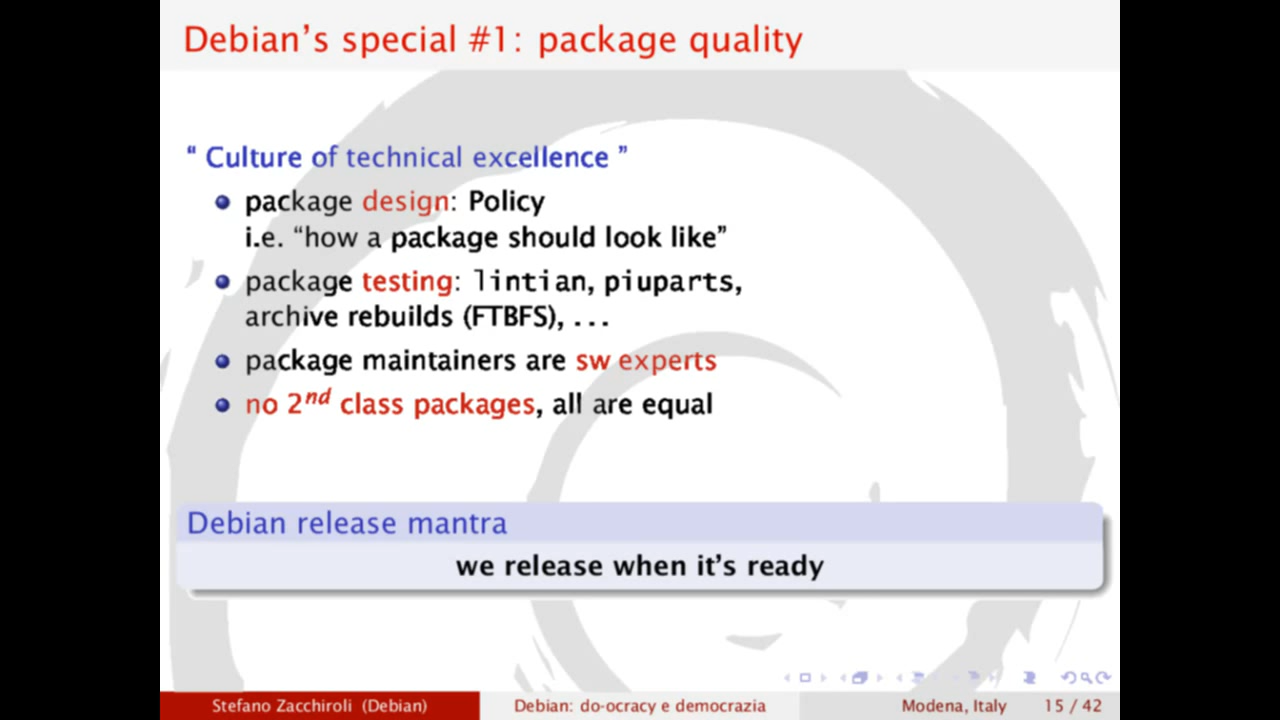 Debian's special #1: package quality
“ Culture of technical excellence ”
package design: Policy
i.e. “how a package should look like”
package testing: lintian, piuparts,
archive rebuilds (FTBFS), ...
package maintainers are sw experts
no 2nd class packages, all are equal
Debian release mantra
we release when it's ready
Stefano Zacchiroli (Debian)
Debian: do-ocracy e democrazia
Modena, Italy
15 / 42